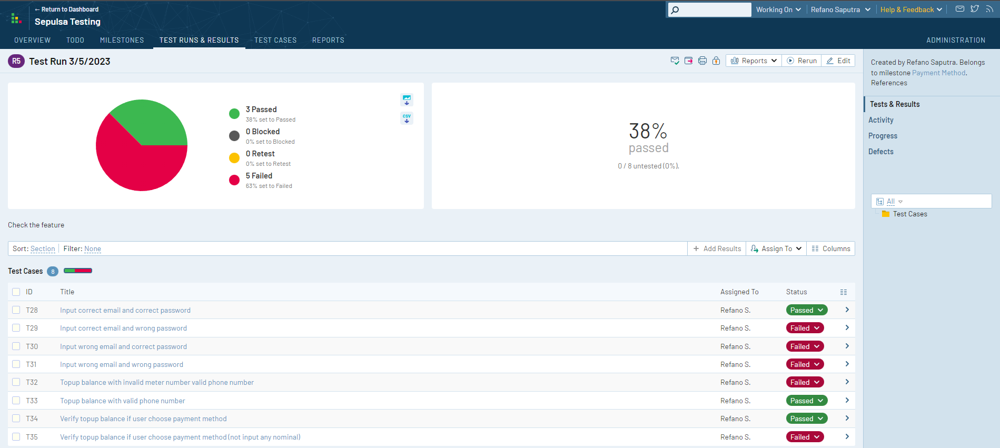 ← Return to Dashboard
Sepulsa Testing
Working On
Refano Saputra
Help & Feedback
OVERVIEW
TODO
MILESTONES
TEST RUNS & RESULTS
TEST CASES
REPORTS
ADMINISTRATION
R5
Test Run 3/5/2023
Reports
Rerun
Edit
3 Passed
38% set to Passed
0 Blocked
0% set to Blocked
0 Retest
0% set to Retest
5 Failed
63% set to Failed
CSV
38%
passed
0 / 8 untested (0%).
Created by Refano Saputra. Belongs
to milestone Payment Method.
References
Tests & Results
Activity
Progress
Defects
All
Test Cases
Check the feature
Sort: Section
Filter: None
+ Add Results
Assign To
Columns
Test Cases 8
ID Title Assigned To Status
T28 Input correct email and correct password Refano S. Passed
T29 Input correct email and wrong password Refano S. Failed
T30 Input wrong email and correct password Refano S. Failed
T31 Input wrong email and wrong password Refano S. Failed
T32 Topup balance with invalid meter number valid phone number Refano S. Failed
T33 Topup balance with valid phone number Refano S. Passed
T34 Verify topup balance if user choose payment method Refano S. Passed
T35 Verify topup balance if user choose payment method (not input any nominal) Refano S. Failed